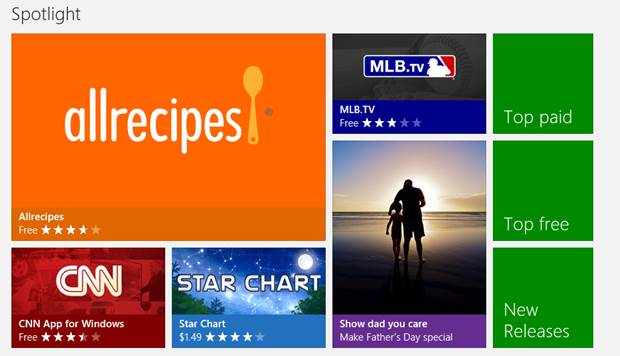 Spotlight
allrecipes
Allrecipes
Free
CNN
CNN App for Windows
Free
STAR CHART
Star Chart
$1.49
MLB.TV
MLB.TV
Free
Show dad you care
Make Father's Day special
Top paid
Top free
New
Releases